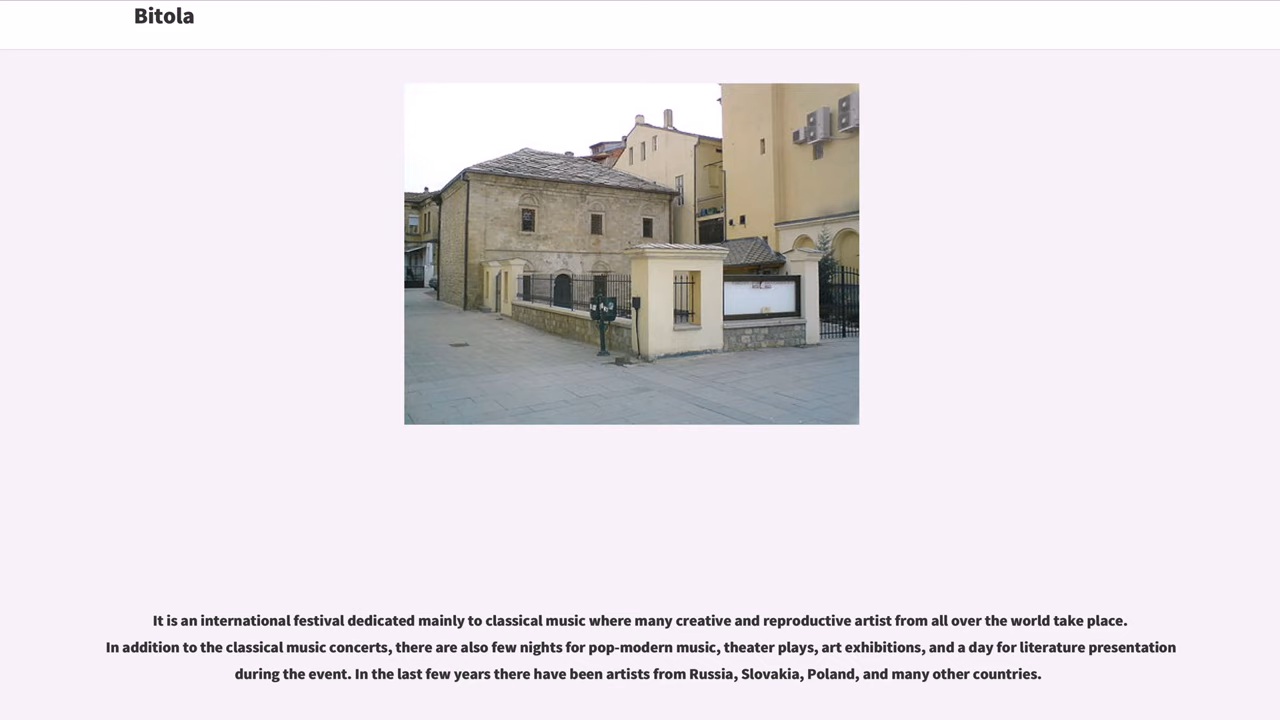 Bitola
It is an international festival dedicated mainly to classical music where many creative and reproductive artist from all over the world take place.
In addition to the classical music concerts, there are also few nights for pop-modern music, theater plays, art exhibitions, and a day for literature presentation
during the event. In the last few years there have been artists from Russia, Slovakia, Poland, and many other countries.